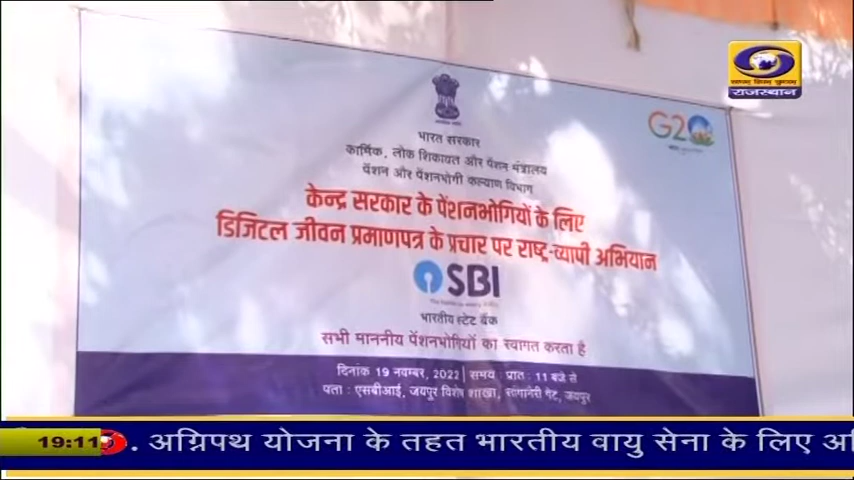 राजस्थान
G20
भारत सरकार
कार्मिक, लोक शिकायत और पेंशन मंत्रालय
पेंशन और पेंशनभोगी कल्याण विभाग
केन्द्र सरकार के पेंशनभोगियों के लिए
डिजिटल जीवन प्रमाणपत्र के प्रचार पर राष्ट्र-व्यापी अभियान
SBI
भारतीय स्टेट बैंक
सभी माननीय पेंशनभोगियों का स्वागत करता है
दिनांक 19 नवम्बर, 2022 | समय : प्रातः 11 बजे से
पता : एसबीआई, जयपुर विशेष शाखा, सांगानेरी गेट, जयपुर
19:11 . अग्निपथ योजना के तहत भारतीय वायु सेना के लिए